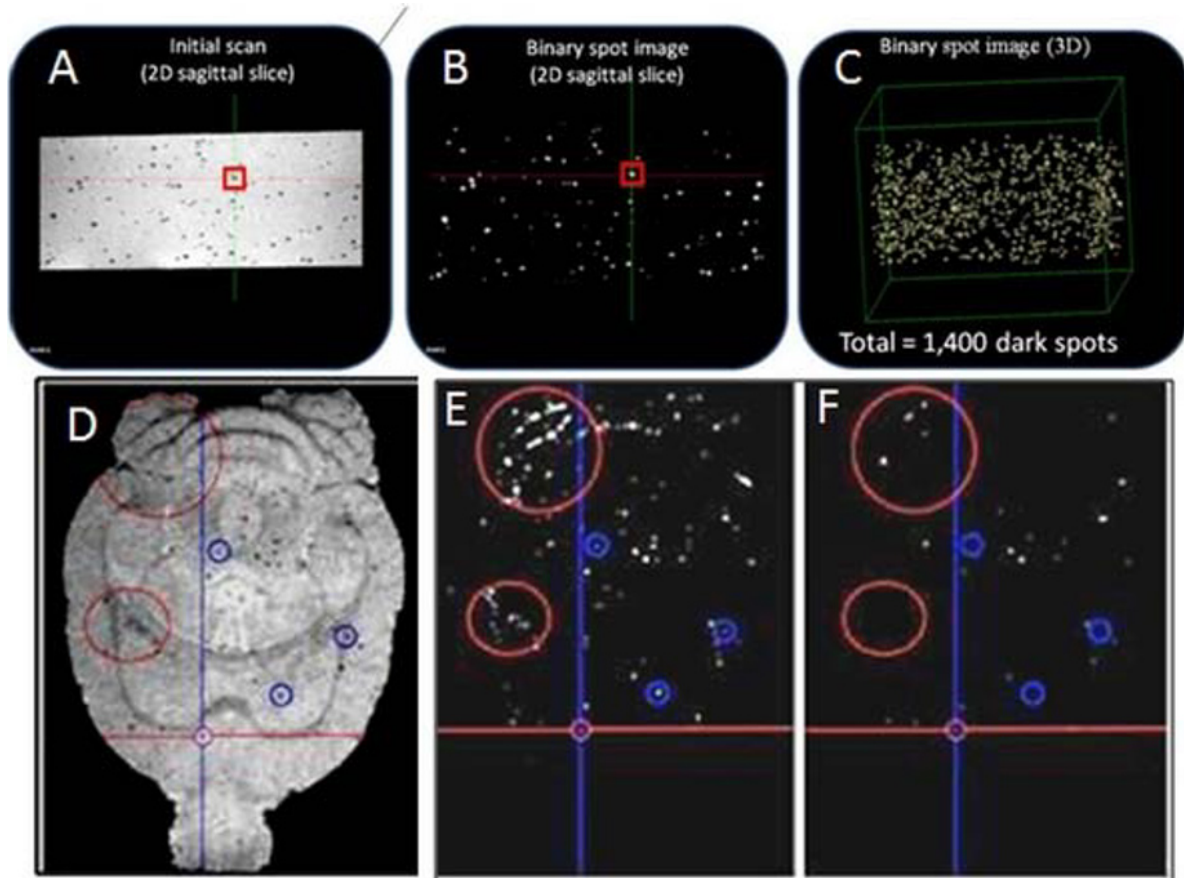 A
Initial scan
(2D sagittal slice)
B
Binary spot image
(2D sagittal slice)
C
Binary spot image (3D)
Total = 1,400 dark spots
D
E
F